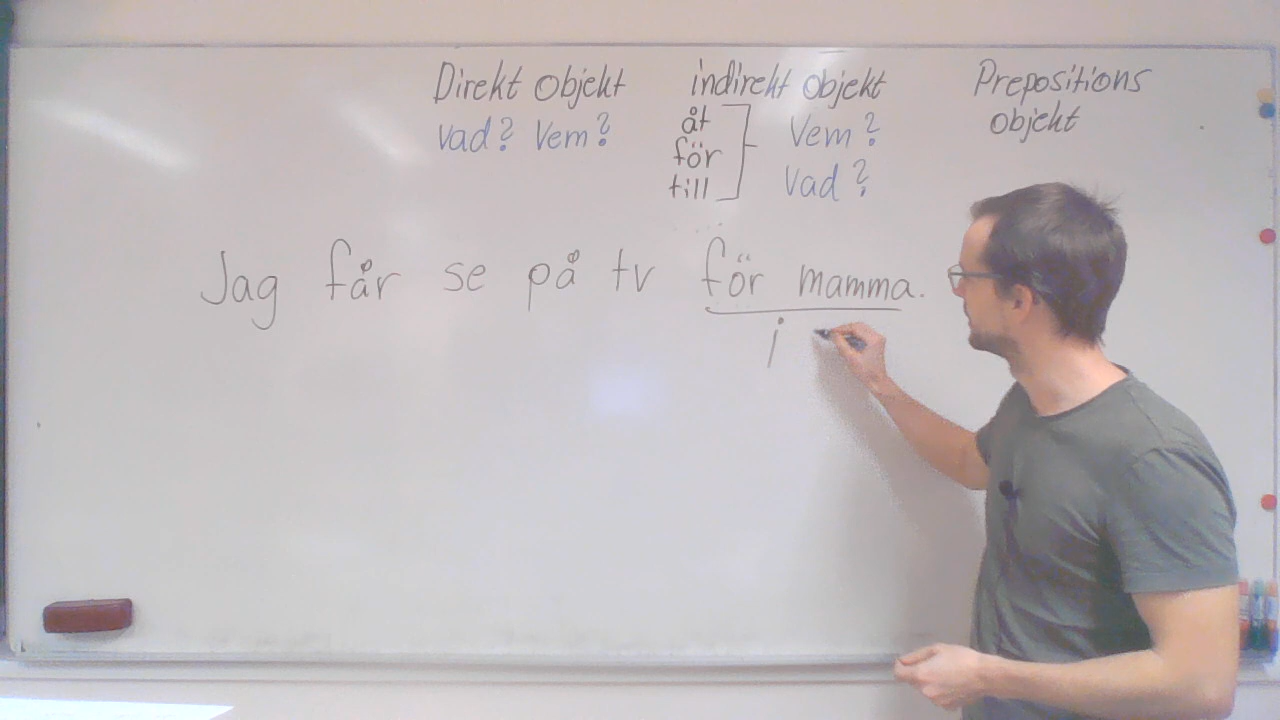 Direkt Objekt
vad? Vem?
indirekt objekt
åt
för
till
Vem?
Vad?
Prepositions
objekt
Jag får se på tv för mamma.
i